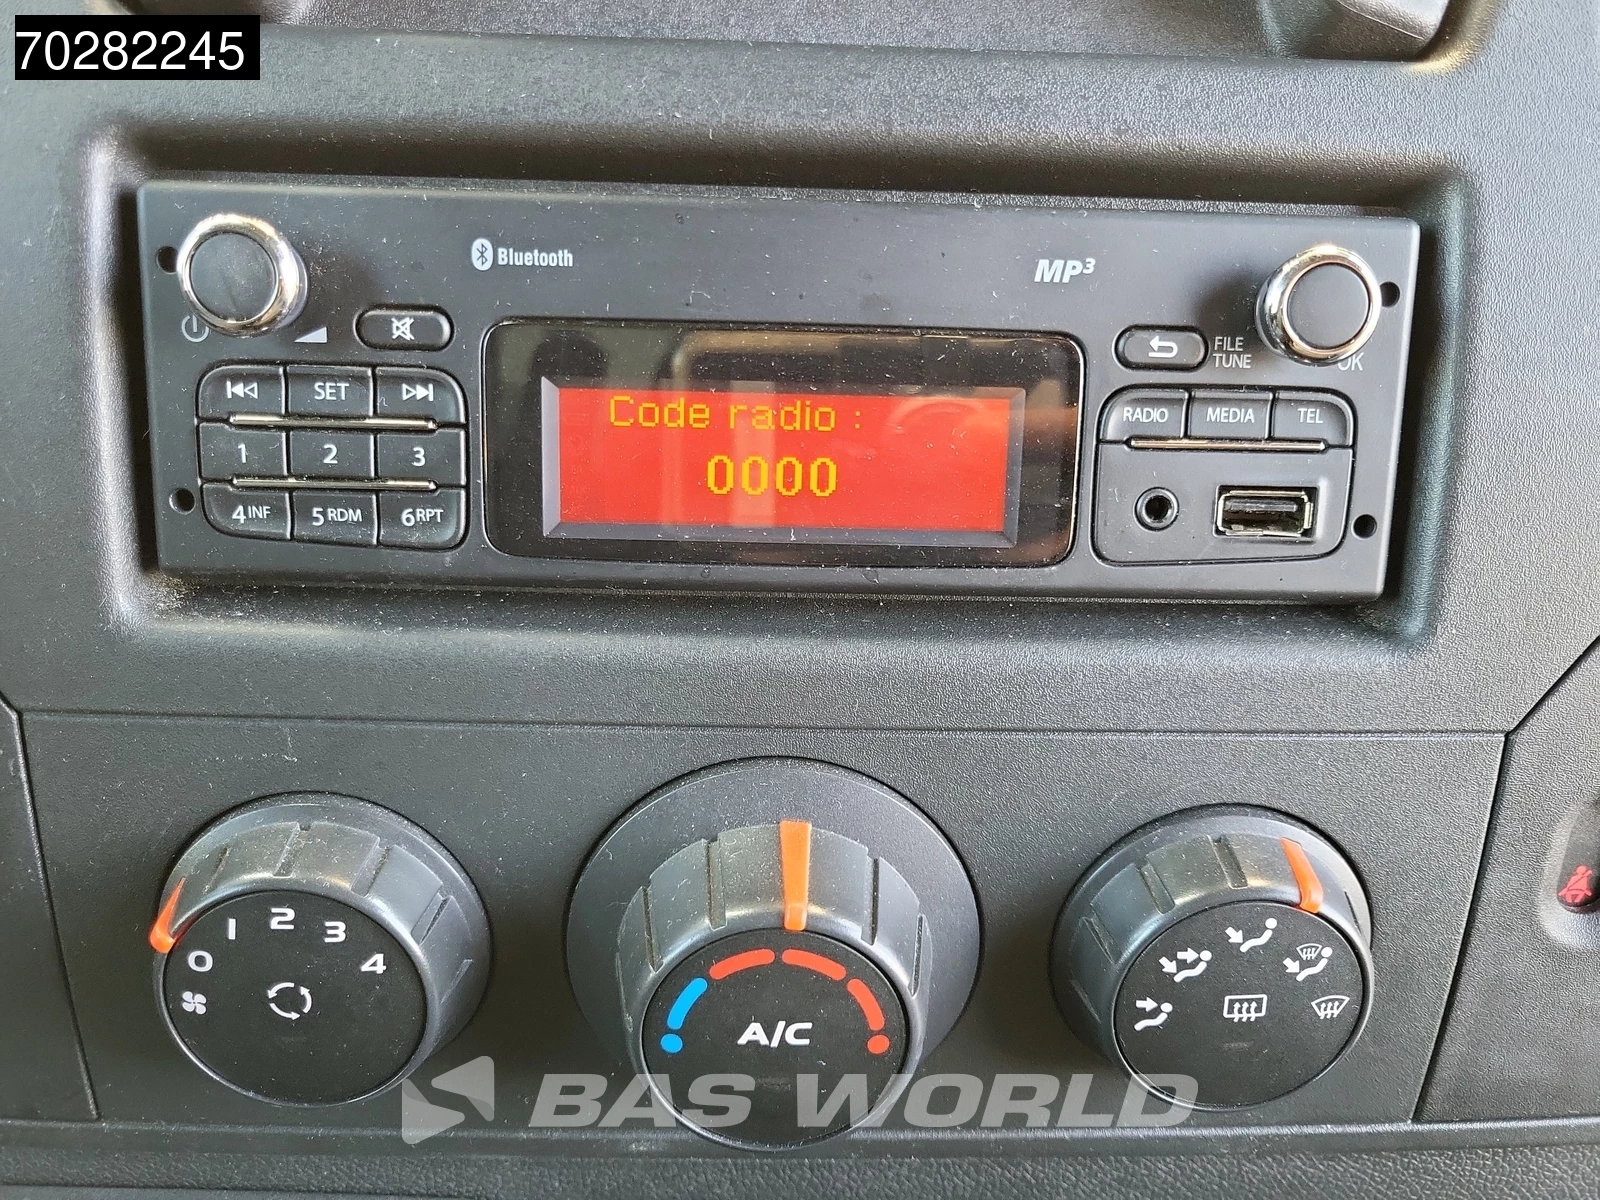 70282245
Bluetooth
MP3
FILE
TUNE
OK
SET
RADIO MEDIA TEL
1 2 3
4INF 5RDM 6RPT
Code radio :
0000
0 1 2 3 4
A/C
BAS WORLD